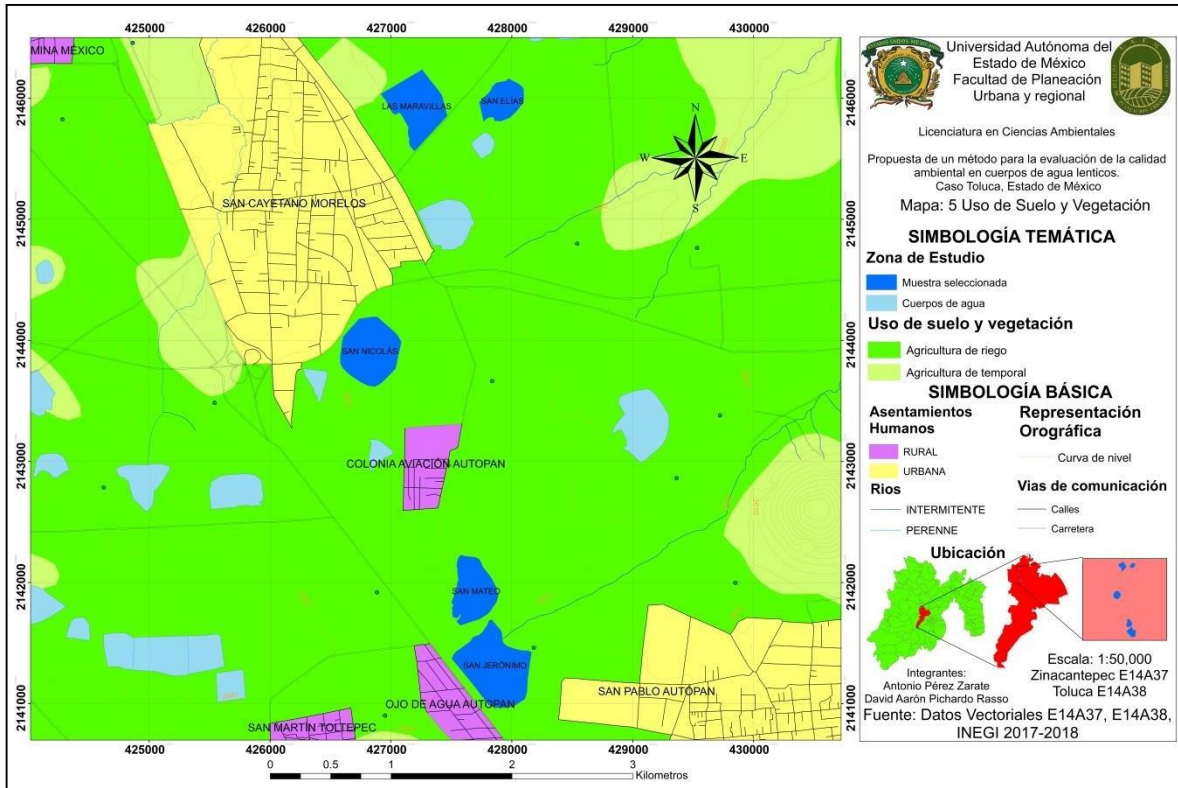 425000 426000 427000 428000 429000 430000
2146000
2145000
2144000
2143000
2142000
2141000
MINA MÉXICO
LAS MARAVILLAS
SAN ELÍAS
SAN CAYETANO MORELOS
SAN NICOLÁS
COLONIA AVIACIÓN AUTOPAN
SAN MATEO
SAN JERÓNIMO
SAN PABLO AUTOPAN
OJO DE AGUA AUTOPAN
SAN MARTÍN TOLTEPEC
N
W E
S
2146000
2145000
2144000
2143000
2142000
2141000
425000 426000 427000 428000 429000 430000
0 0.5 1 2 3
Kilometros
ESTADOS UNIDOS MEXICANOS
Universidad Autónoma del
Estado de México
Facultad de Planeación
Urbana y regional
Licenciatura en Ciencias Ambientales
Propuesta de un método para la evaluación de la calidad
ambiental en cuerpos de agua lenticos.
Caso Toluca, Estado de México
Mapa: 5 Uso de Suelo y Vegetación
SIMBOLOGÍA TEMÁTICA
Zona de Estudio
Muestra seleccionada
Cuerpos de agua
Uso de suelo y vegetación
Agricultura de riego
Agricultura de temporal
SIMBOLOGÍA BÁSICA
Asentamientos
Humanos
RURAL
URBANA
Rios
INTERMITENTE
PERENNE
Representación
Orográfica
Curva de nivel
Vias de comunicación
Calles
Carretera
Ubicación
Integrantes:
Antonio Pérez Zarate
David Aarón Pichardo Rasso
Escala: 1:50,000
Zinacantepec E14A37
Toluca E14A38
Fuente: Datos Vectoriales E14A37, E14A38,
INEGI 2017-2018